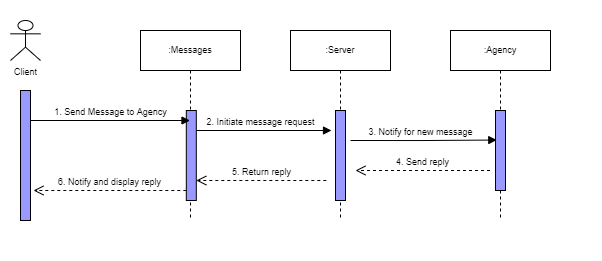 :Messages
:Server
:Agency
Client
1. Send Message to Agency
2. Initiate message request
3. Notify for new message
4. Send reply
5. Return reply
6. Notify and display reply